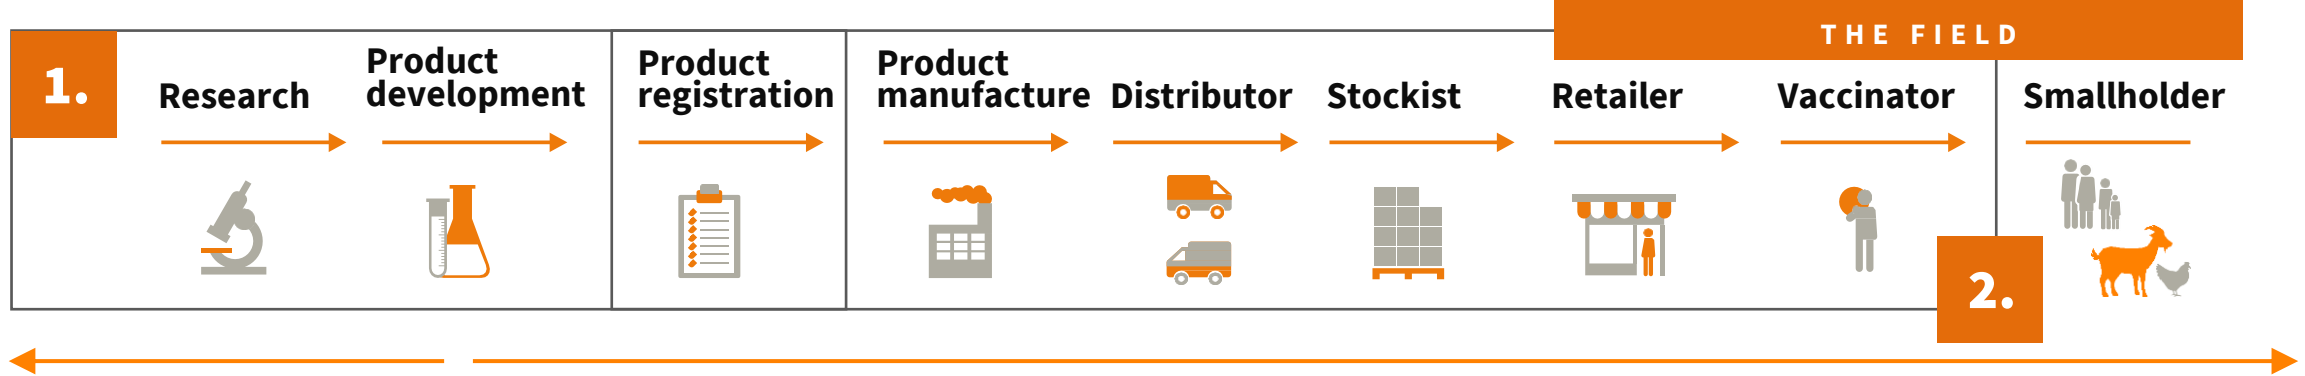 THE FIELD
1.
Research
Product
development
Product
registration
Product
manufacture
Distributor
Stockist
Retailer
Vaccinator
Smallholder
2.